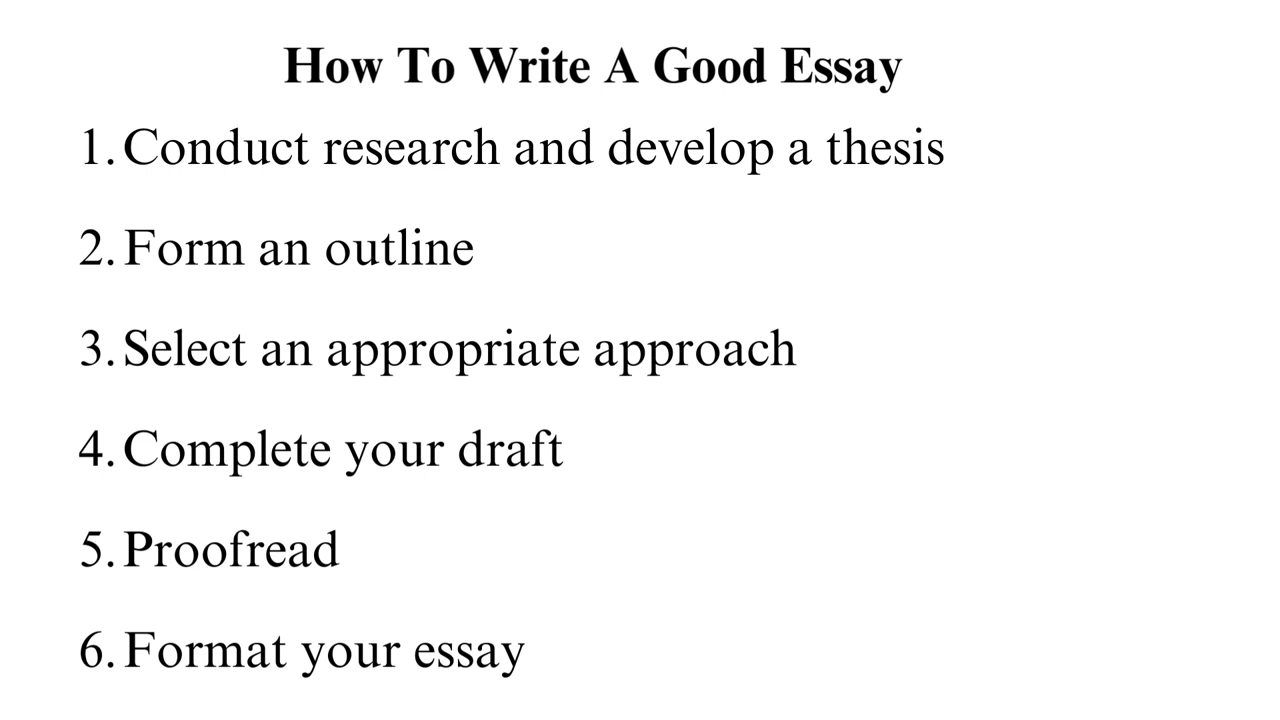 How To Write A Good Essay
1. Conduct research and develop a thesis
2. Form an outline
3. Select an appropriate approach
4. Complete your draft
5. Proofread
6. Format your essay